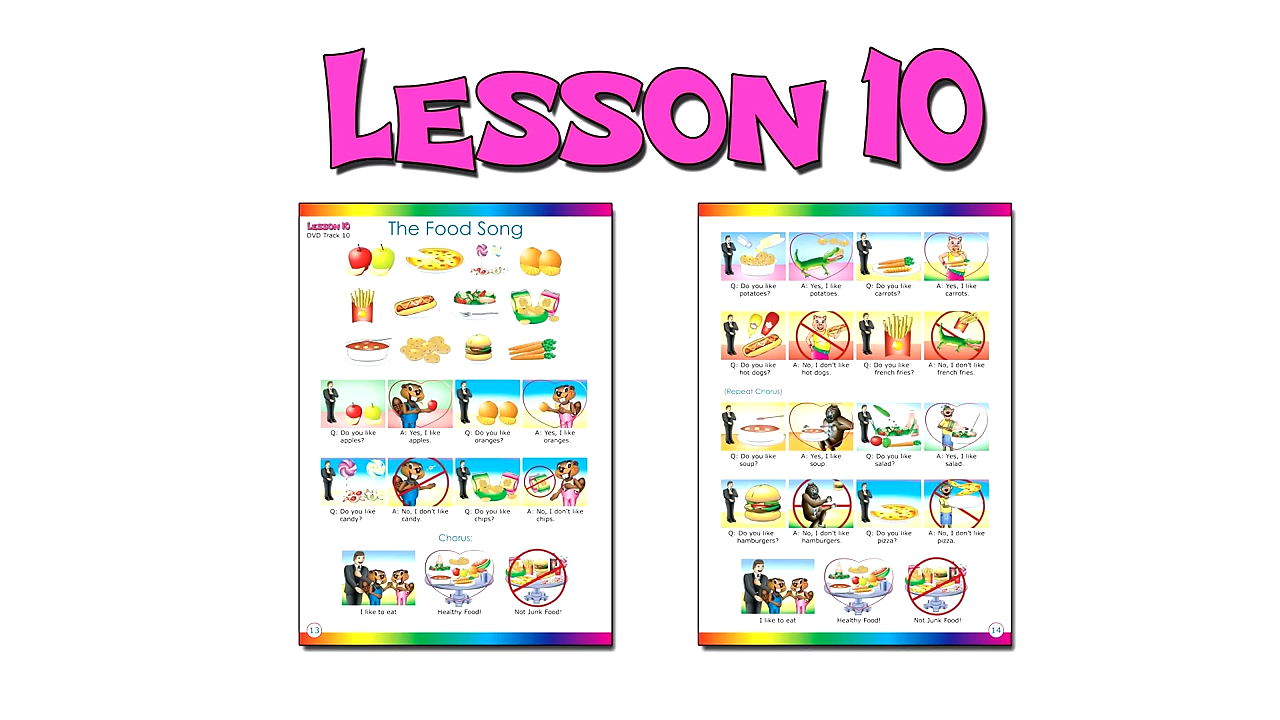 LESSON 10
LESSON 10
DVD Track 10
The Food Song
Q: Do you like
apples?
A: Yes, I like
apples.
Q: Do you like
oranges?
A: Yes, I like
oranges.
Q: Do you like
candy?
A: No, I don't like
candy.
Q: Do you like
chips?
A: No, I don't like
chips.
Chorus:
I like to eat
Healthy Food!
Not Junk Food!
13
Q: Do you like
potatoes?
A: Yes, I like
potatoes.
Q: Do you like
carrots?
A: Yes, I like
carrots.
Q: Do you like
hot dogs?
A: No, I don't like
hot dogs.
Q: Do you like
french fries?
A: No, I don't like
french fries.
(Repeat Chorus)
Q: Do you like
soup?
A: Yes, I like
soup.
Q: Do you like
salad?
A: Yes, I like
salad.
Q: Do you like
hamburgers?
A: No, I don't like
hamburgers.
Q: Do you like
pizza?
A: No, I don't like
pizza.
I like to eat
Healthy Food!
Not Junk Food!
14